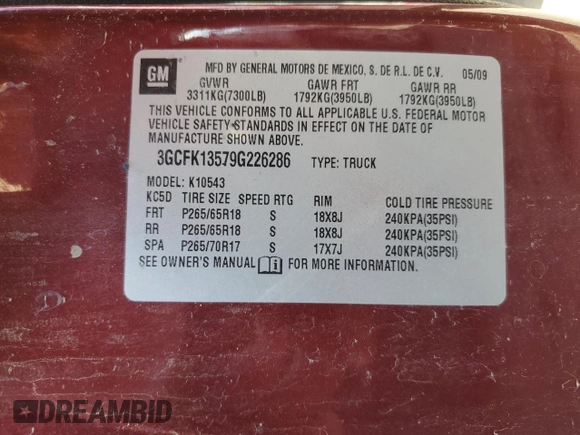 GM
MFD BY GENERAL MOTORS DE MEXICO, S. DE R.L. DE C.V. 05/09
GVWR GAWR FRT GAWR RR
3311KG(7300LB) 1792KG(3950LB) 1792KG(3950LB)
THIS VEHICLE CONFORMS TO ALL APPLICABLE U.S. FEDERAL MOTOR
VEHICLE SAFETY STANDARDS IN EFFECT ON THE DATE OF
MANUFACTURE SHOWN ABOVE.
3GCFK13579G226286 TYPE: TRUCK
MODEL: K10543
KC5D TIRE SIZE SPEED RTG RIM COLD TIRE PRESSURE
FRT P265/65R18 S 18X8J 240KPA(35PSI)
RR P265/65R18 S 18X8J 240KPA(35PSI)
SPA P265/70R17 S 17X7J 240KPA(35PSI)
SEE OWNER'S MANUAL FOR MORE INFORMATION.
DREAMBID